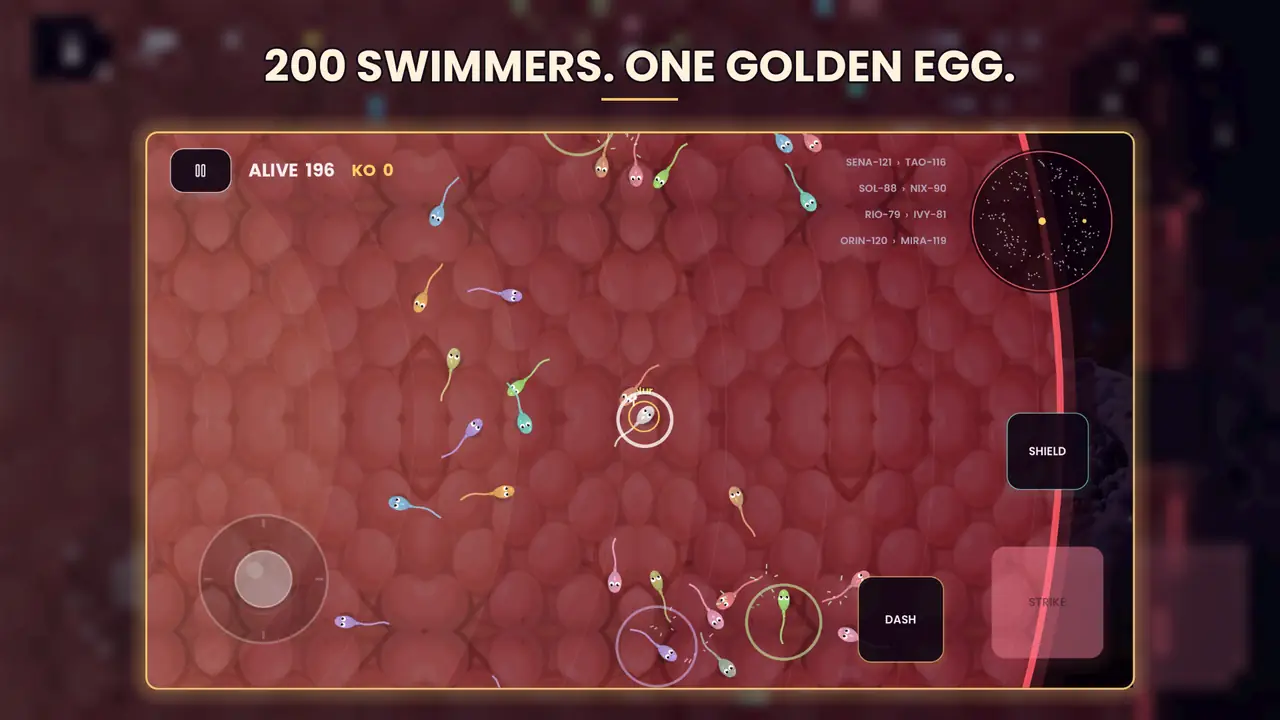 200 SWIMMERS. ONE GOLDEN EGG.
ALIVE 196 KO 0
SENA-121 › TAO-116
SOL-88 › NIX-90
RIO-79 › IVY-81
ORIN-120 › MIRA-119
SHIELD
STRIKE
DASH